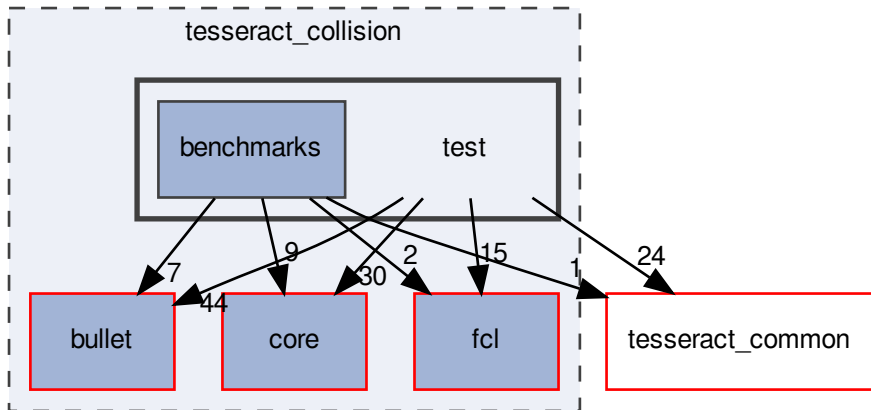 tesseract_collision
benchmarks
test
7
9
2
15
1
24
44
30
bullet
core
fcl
tesseract_common